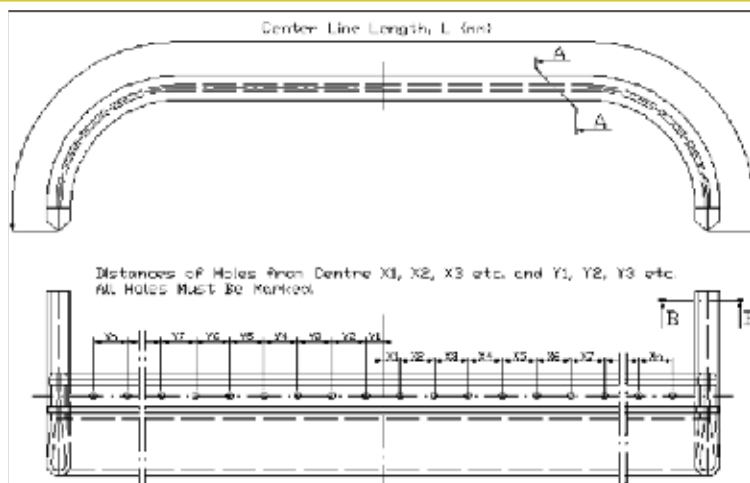 Center Line Length, L (mm)
A
A
Distances of Holes from Centre X1, X2, X3 etc. and Y1, Y2, Y3 etc.
All Holes Must Be Marked.
B
Yn Y7 Y6 Y5 Y4 Y3 Y2 Y1
X1 X2 X3 X4 X5 X6 X7 Xn